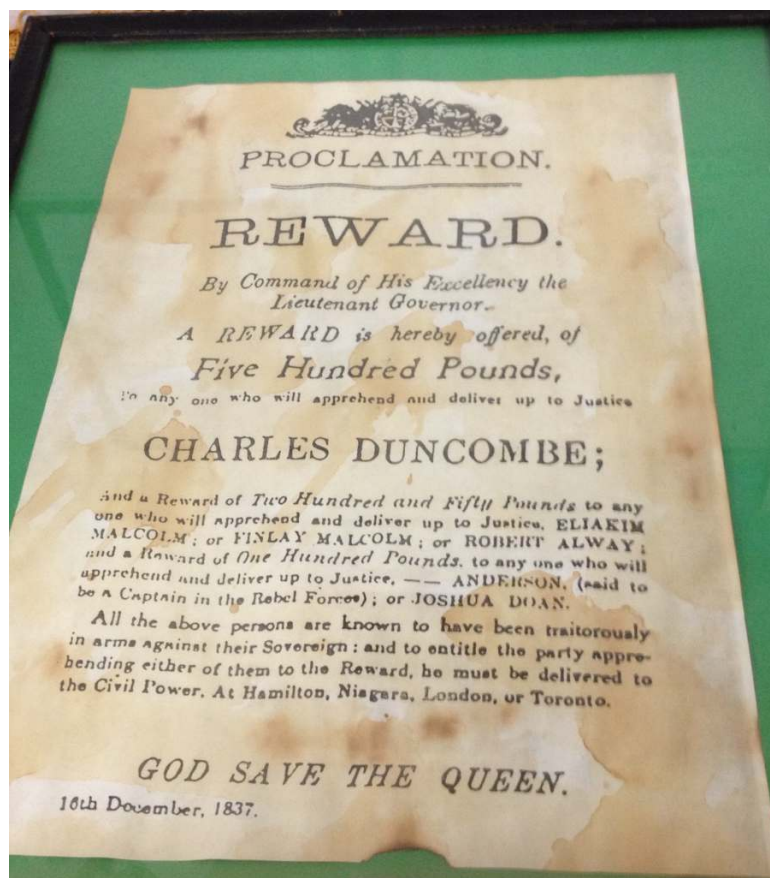 PROCLAMATION.
REWARD.
By Command of His Excellency the
Lieutenant Governor.
A REWARD is hereby offered, of
Five Hundred Pounds,
To any one who will apprehend and deliver up to Justice
CHARLES DUNCOMBE;
And a Reward of Two Hundred and Fifty Pounds to any
one who will apprehend and deliver up to Justice, ELIAKIM
MALCOLM; or FINLAY MALCOLM; or ROBERT ALWAY;
and a Reward of One Hundred Pounds, to any one who will
apprehend and deliver up to Justice, —— ANDERSON, (said to
be a Captain in the Rebel Forces); or JOSHUA DOAN.
All the above persons are known to have been traitorously
in arms against their Sovereign: and to entitle the party appre-
hending either of them to the Reward, he must be delivered to
the Civil Power. At Hamilton, Niagara, London, or Toronto.
GOD SAVE THE QUEEN.
16th December, 1837.